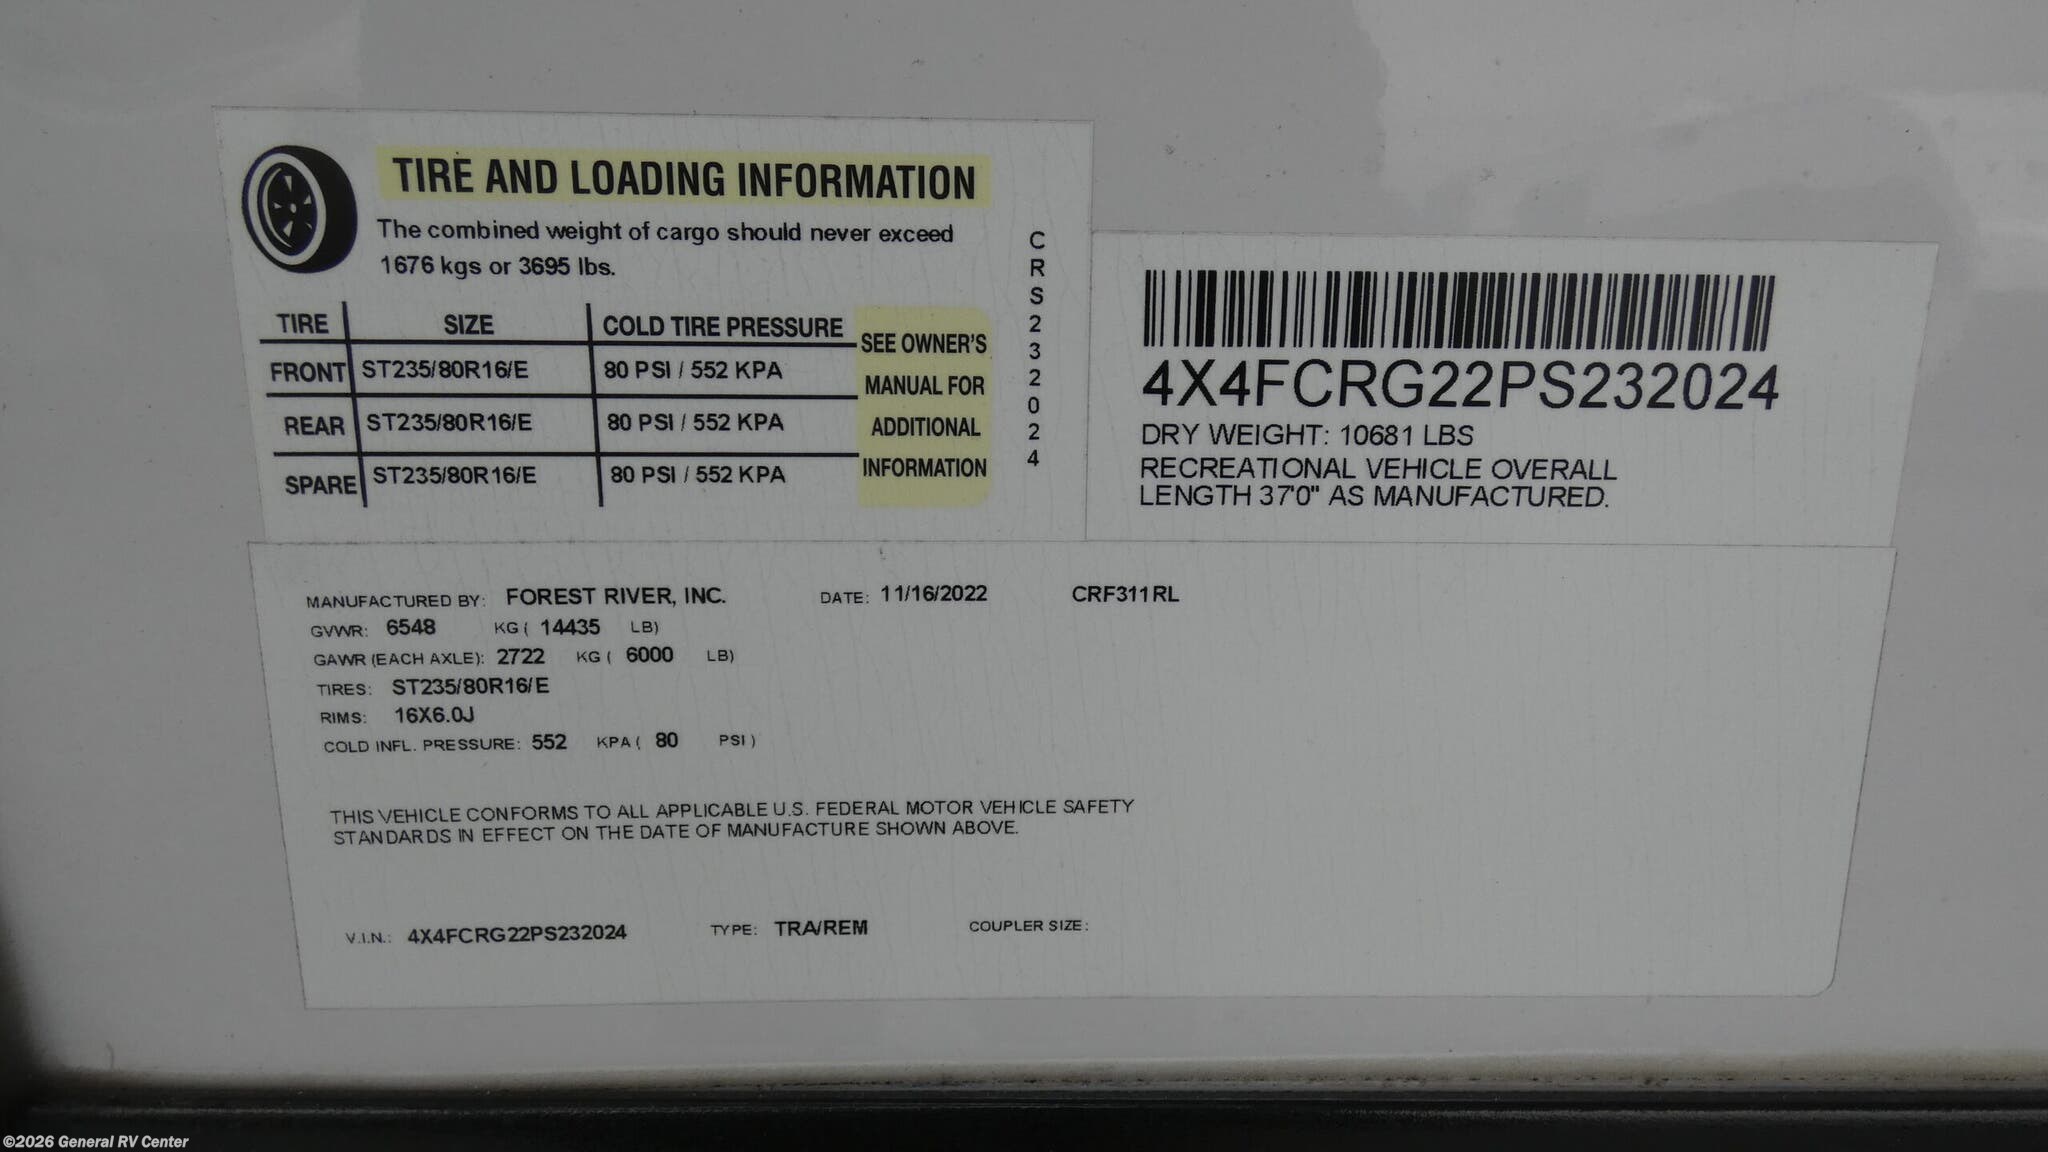 TIRE AND LOADING INFORMATION
The combined weight of cargo should never exceed
1676 kgs or 3695 lbs.
TIRE SIZE COLD TIRE PRESSURE
FRONT ST235/80R16/E 80 PSI / 552 KPA
REAR ST235/80R16/E 80 PSI / 552 KPA
SPARE ST235/80R16/E 80 PSI / 552 KPA
SEE OWNER'S
MANUAL FOR
ADDITIONAL
INFORMATION
CRS232024
4X4FCRG22PS232024
DRY WEIGHT: 10681 LBS
RECREATIONAL VEHICLE OVERALL
LENGTH 37'0" AS MANUFACTURED.
MANUFACTURED BY: FOREST RIVER, INC. DATE: 11/16/2022 CRF311RL
GVWR: 6548 KG ( 14435 LB)
GAWR (EACH AXLE): 2722 KG ( 6000 LB)
TIRES: ST235/80R16/E
RIMS: 16X6.0J
COLD INFL. PRESSURE: 552 KPA ( 80 PSI )
THIS VEHICLE CONFORMS TO ALL APPLICABLE U.S. FEDERAL MOTOR VEHICLE SAFETY
STANDARDS IN EFFECT ON THE DATE OF MANUFACTURE SHOWN ABOVE.
V.I.N.: 4X4FCRG22PS232024 TYPE: TRA/REM COUPLER SIZE:
©2026 General RV Center